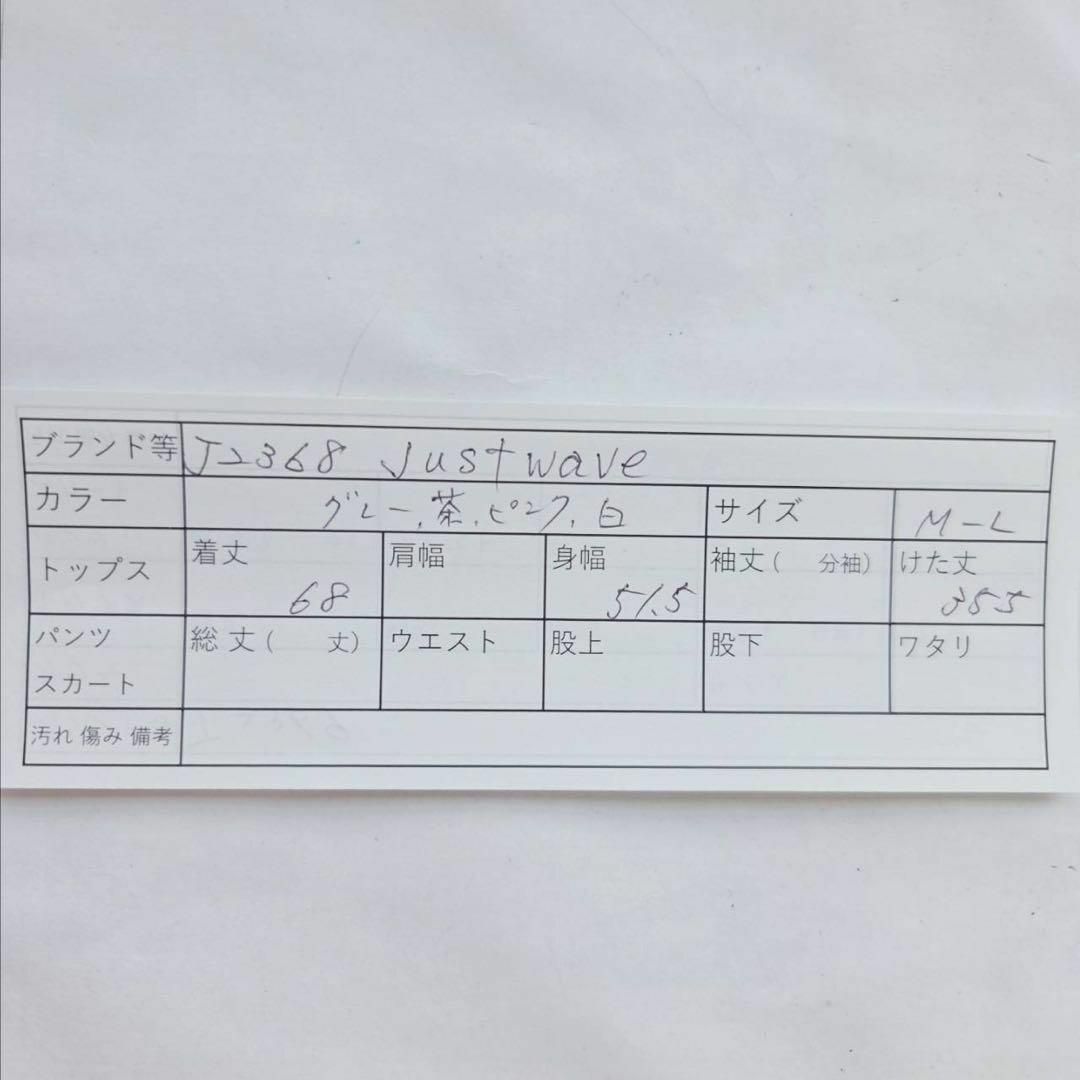 ブランド等 J2368 Justwave
カラー グレー、茶、ピンク、白 サイズ M-L
トップス 着丈 68 肩幅 身幅 51.5 袖丈( 分袖) けた丈 355
パンツ スカート 総丈( 丈) ウエスト 股上 股下 ワタリ
汚れ 傷み 備考